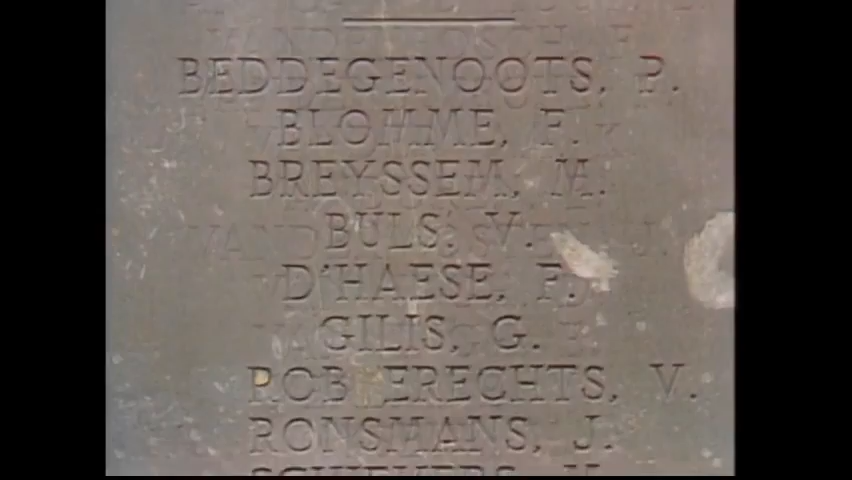 BEDDEGENOOTS, P.
BLOMME, F.
BREYSSEM, M.
BULS, V.
D'HAESE, F.
GILIS, G.
ROBBERECHTS, V.
RONSMANS, J.